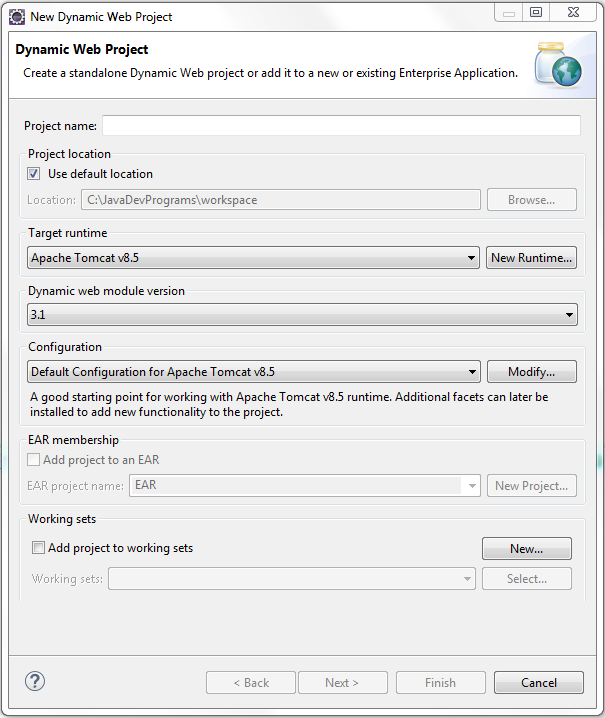 New Dynamic Web Project
Dynamic Web Project
Create a standalone Dynamic Web project or add it to a new or existing Enterprise Application.
Project name:
Project location
Use default location
Location: C:\JavaDevPrograms\workspace Browse...
Target runtime
Apache Tomcat v8.5 New Runtime...
Dynamic web module version
3.1
Configuration
Default Configuration for Apache Tomcat v8.5 Modify...
A good starting point for working with Apache Tomcat v8.5 runtime. Additional facets can later be
installed to add new functionality to the project.
EAR membership
Add project to an EAR
EAR project name: EAR New Project...
Working sets
Add project to working sets New...
Working sets: Select...
? < Back Next > Finish Cancel